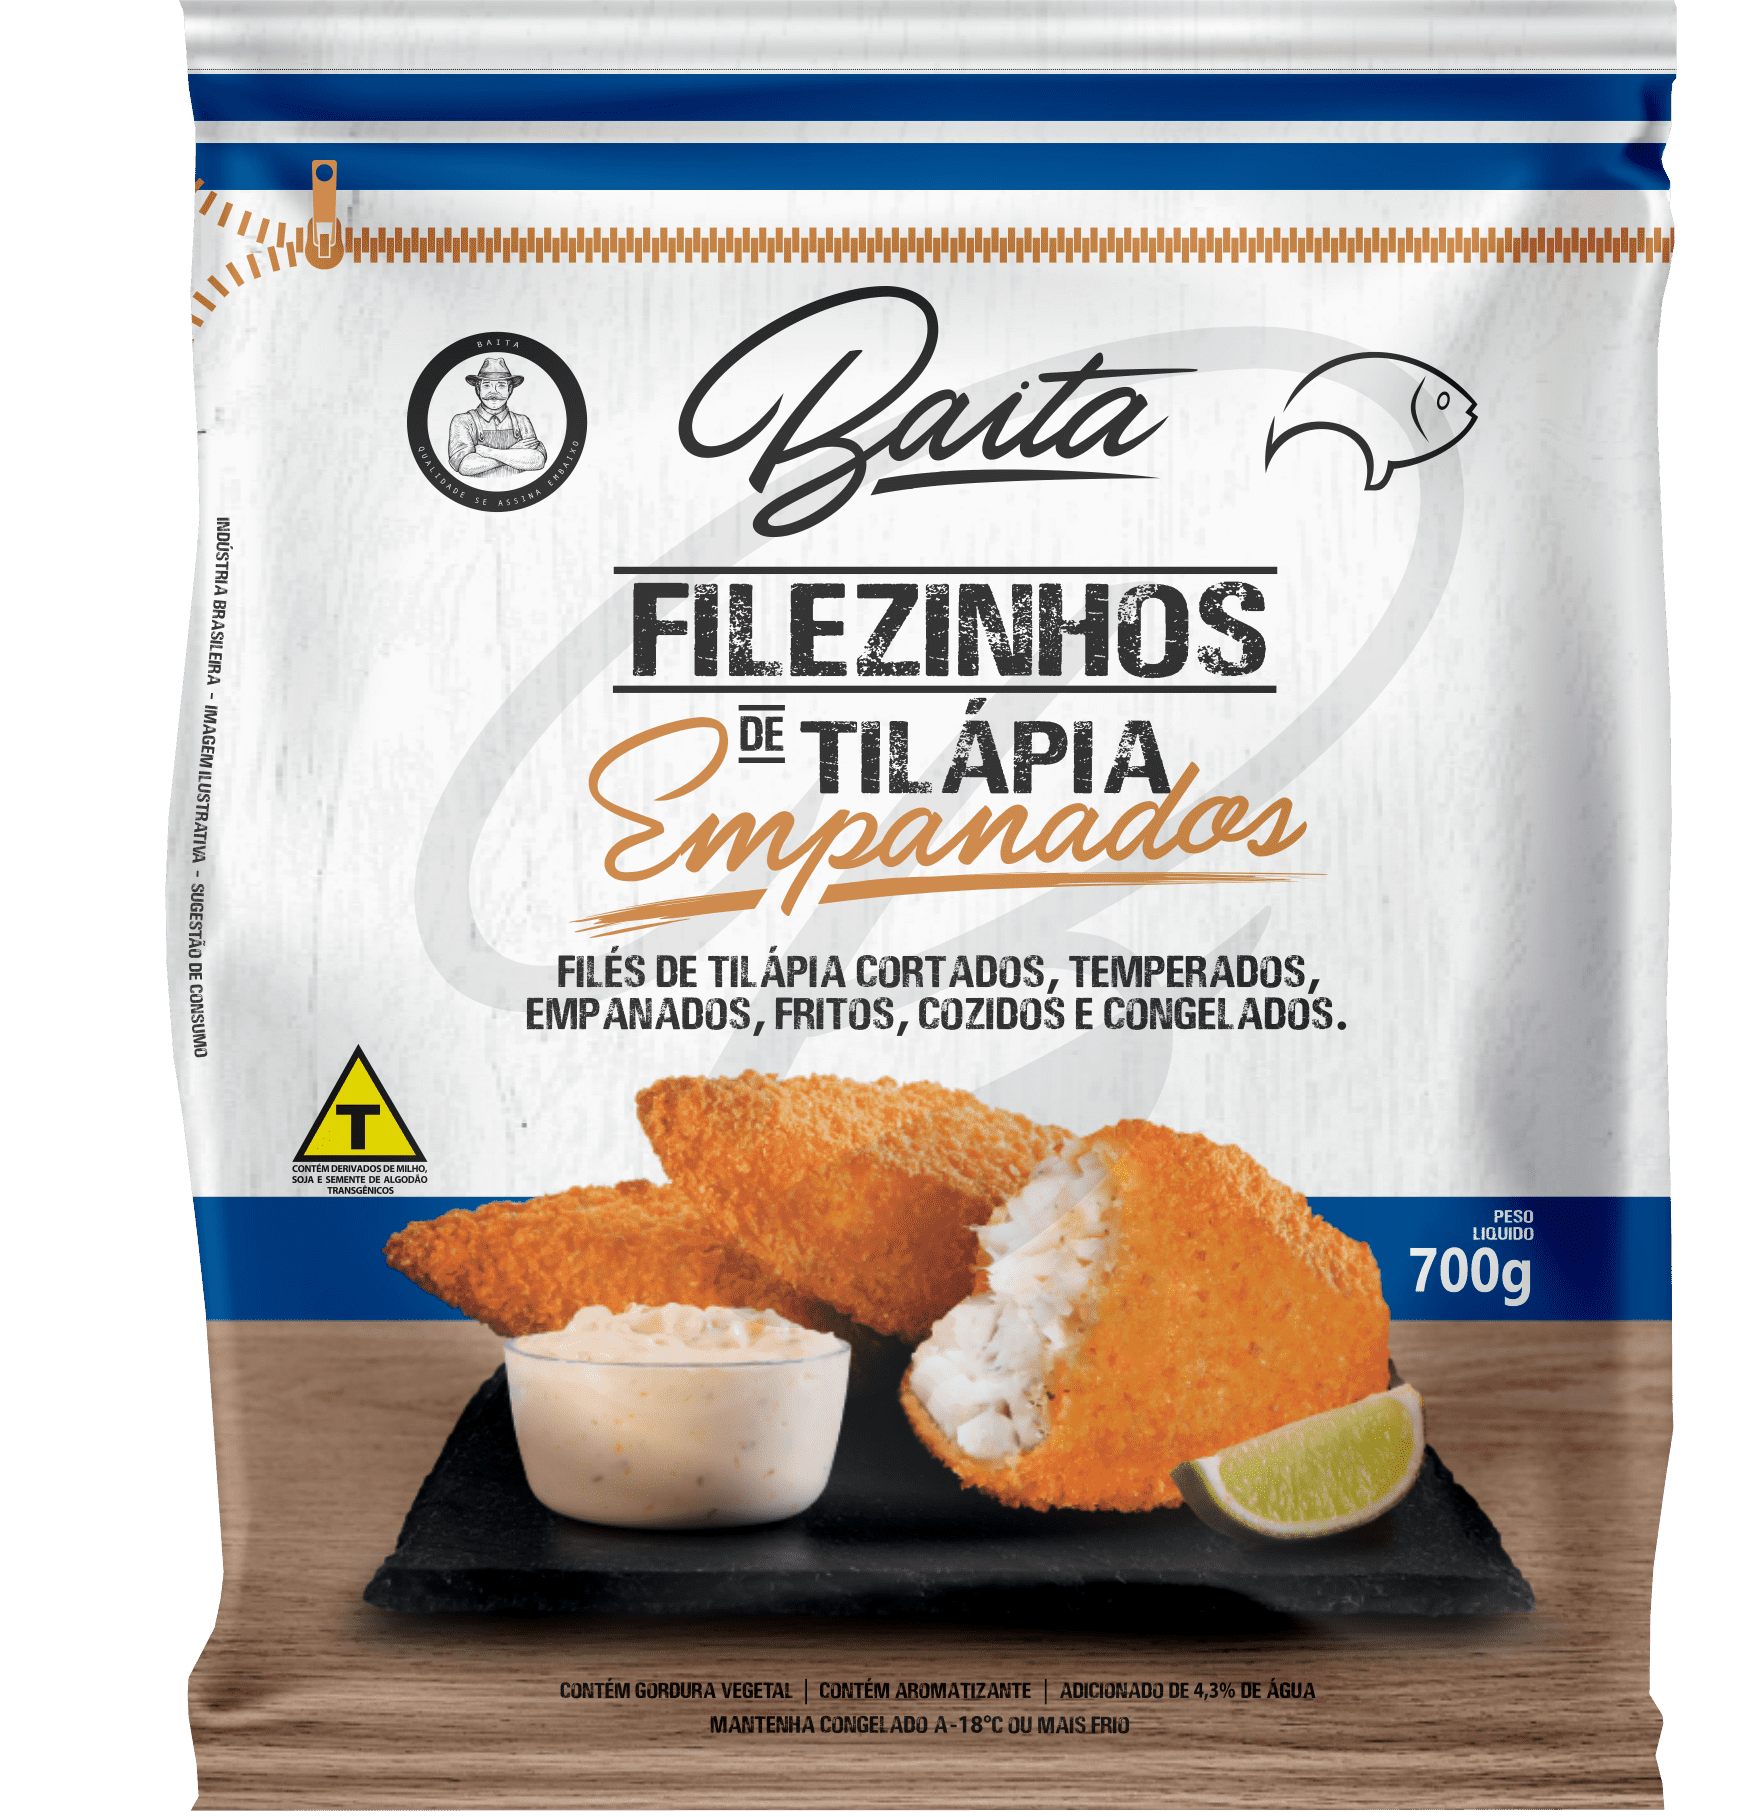 BAITA
QUALIDADE SE ASSINA EMBAIXO
Baita
FILEZINHOS
DE TILÁPIA
Empanados
FILÉS DE TILÁPIA CORTADOS, TEMPERADOS,
EMPANADOS, FRITOS, COZIDOS E CONGELADOS.
INDÚSTRIA BRASILEIRA - IMAGEM ILUSTRATIVA - SUGESTÃO DE CONSUMO
T
CONTÉM DERIVADOS DE MILHO,
SOJA E SEMENTE DE ALGODÃO
TRANSGÊNICOS
PESO
LIQUIDO
700g
CONTÉM GORDURA VEGETAL | CONTÉM AROMATIZANTE | ADICIONADO DE 4,3% DE ÁGUA
MANTENHA CONGELADO A -18°C OU MAIS FRIO